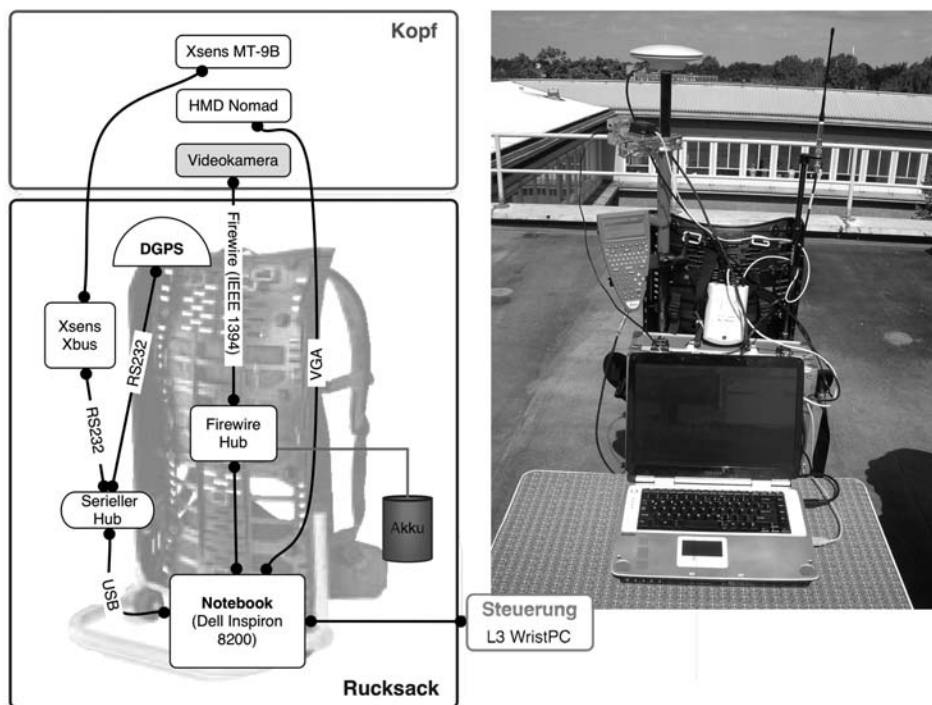 Kopf
Xsens MT-9B
HMD Nomad
Videokamera
Firewire (IEEE 1394)
DGPS
Xsens
Xbus
RS232
VGA
RS232
Firewire
Hub
Serieller
Hub
Akku
USB
Notebook
(Dell Inspiron
8200)
Steuerung
L3 WristPC
Rucksack